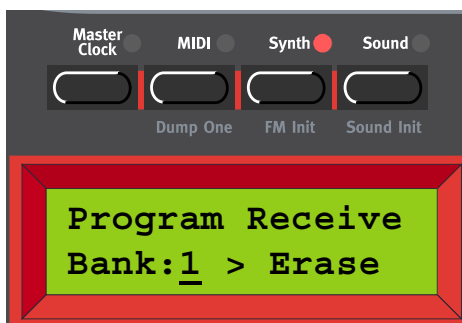 Master Clock MIDI Synth Sound
Dump One FM Init Sound Init
Program Receive
Bank:1 > Erase